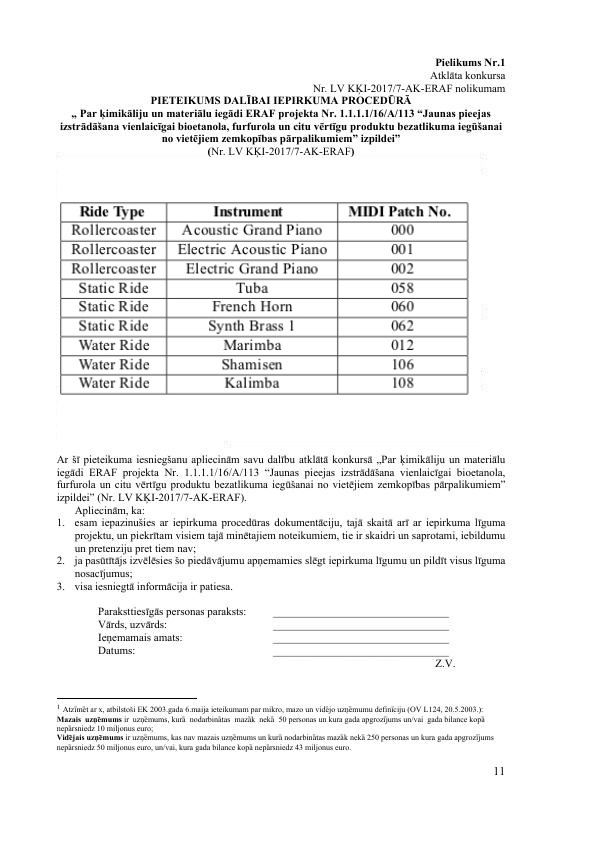 Pielikums Nr.1
Atklāta konkursa
Nr. LV KĶI-2017/7-AK-ERAF nolikumam
PIETEIKUMS DALĪBAI IEPIRKUMA PROCEDŪRĀ
„ Par ķimikāliju un materiālu iegādi ERAF projekta Nr. 1.1.1.1/16/A/113 “Jaunas pieejas
izstrādāšana vienlaicīgai bioetanola, furfurola un citu vērtīgu produktu bezatlikuma iegūšanai
no vietējiem zemkopības pārpalikumiem” izpildei”
(Nr. LV KĶI-2017/7-AK-ERAF)
Ride Type Instrument MIDI Patch No.
Rollercoaster Acoustic Grand Piano 000
Rollercoaster Electric Acoustic Piano 001
Rollercoaster Electric Grand Piano 002
Static Ride Tuba 058
Static Ride French Horn 060
Static Ride Synth Brass 1 062
Water Ride Marimba 012
Water Ride Shamisen 106
Water Ride Kalimba 108
Ar šī pieteikuma iesniegšanu apliecinām savu dalību atklātā konkursā „Par ķimikāliju un materiālu
iegādi ERAF projekta Nr. 1.1.1.1/16/A/113 “Jaunas pieejas izstrādāšana vienlaicīgai bioetanola,
furfurola un citu vērtīgu produktu bezatlikuma iegūšanai no vietējiem zemkopības pārpalikumiem”
izpildei” (Nr. LV KĶI-2017/7-AK-ERAF).
Apliecinām, ka:
1. esam iepazinušies ar iepirkuma procedūras dokumentāciju, tajā skaitā arī ar iepirkuma līguma
projektu, un piekrītam visiem tajā minētajiem noteikumiem, tie ir skaidri un saprotami, iebildumu
un pretenziju pret tiem nav;
2. ja pasūtītājs izvēlēsies šo piedāvājumu apņemamies slēgt iepirkuma līgumu un pildīt visus līguma
nosacījumus;
3. visa iesniegtā informācija ir patiesa.
Paraksttiesīgās personas paraksts:
Vārds, uzvārds:
Ieņemamais amats:
Datums:
Z.V.
1 Atzīmēt ar x, atbilstoši EK 2003.gada 6.maija ieteikumam par mikro, mazo un vidējo uzņēmumu definīciju (OV L124, 20.5.2003.):
Mazais uzņēmums ir uzņēmums, kurā nodarbinātas mazāk nekā 50 personas un kura gada apgrozījums un/vai gada bilance kopā
nepārsniedz 10 miljonus euro;
Vidējais uzņēmums ir uzņēmums, kas nav mazais uzņēmums un kurā nodarbinātas mazāk nekā 250 personas un kura gada apgrozījums
nepārsniedz 50 miljonus euro, un/vai, kura gada bilance kopā nepārsniedz 43 miljonus euro.
11